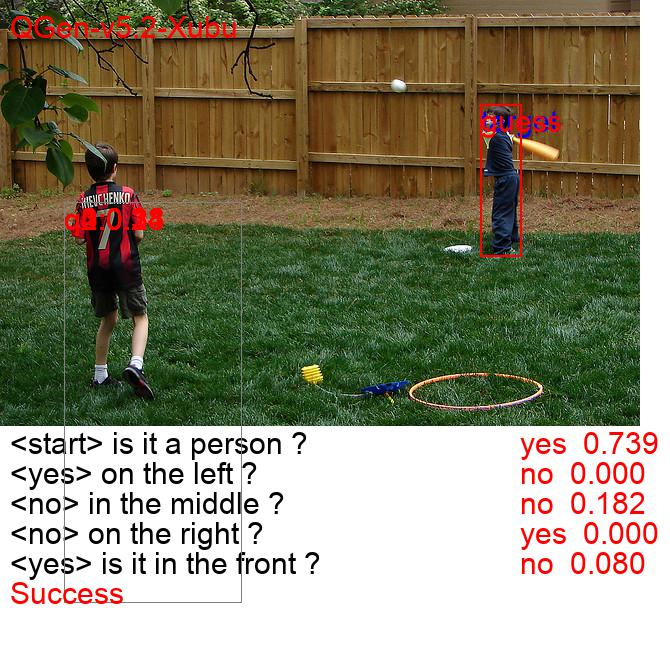 QGen-v5.2-Xubu
guess
HEVCHENKO
7
<start> is it a person ? yes 0.739
<yes> on the left ? no 0.000
<no> in the middle ? no 0.182
<no> on the right ? yes 0.000
<yes> is it in the front ? no 0.080
Success